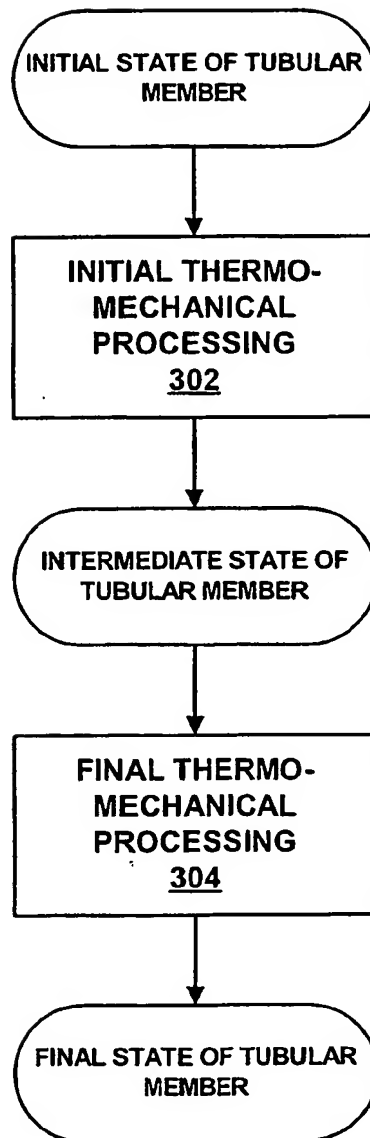 INITIAL STATE OF TUBULAR
MEMBER
INITIAL THERMO-
MECHANICAL
PROCESSING
302
INTERMEDIATE STATE OF
TUBULAR MEMBER
FINAL THERMO-
MECHANICAL
PROCESSING
304
FINAL STATE OF TUBULAR
MEMBER